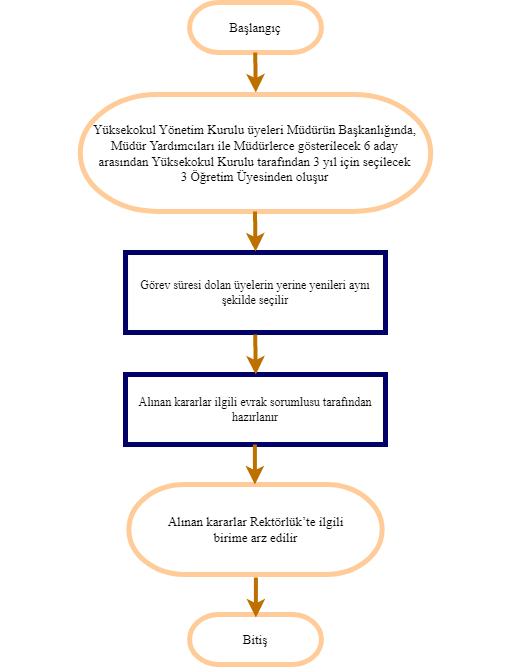 Başlangıç
Yüksekokul Yönetim Kurulu üyeleri Müdürün Başkanlığında,
Müdür Yardımcıları ile Müdürlerce gösterilecek 6 aday
arasından Yüksekokul Kurulu tarafından 3 yıl için seçilecek
3 Öğretim Üyesinden oluşur
Görev süresi dolan üyelerin yerine yenileri aynı
şekilde seçilir
Alınan kararlar ilgili evrak sorumlusu tarafından
hazırlanır
Alınan kararlar Rektörlük’te ilgili
birime arz edilir
Bitiş